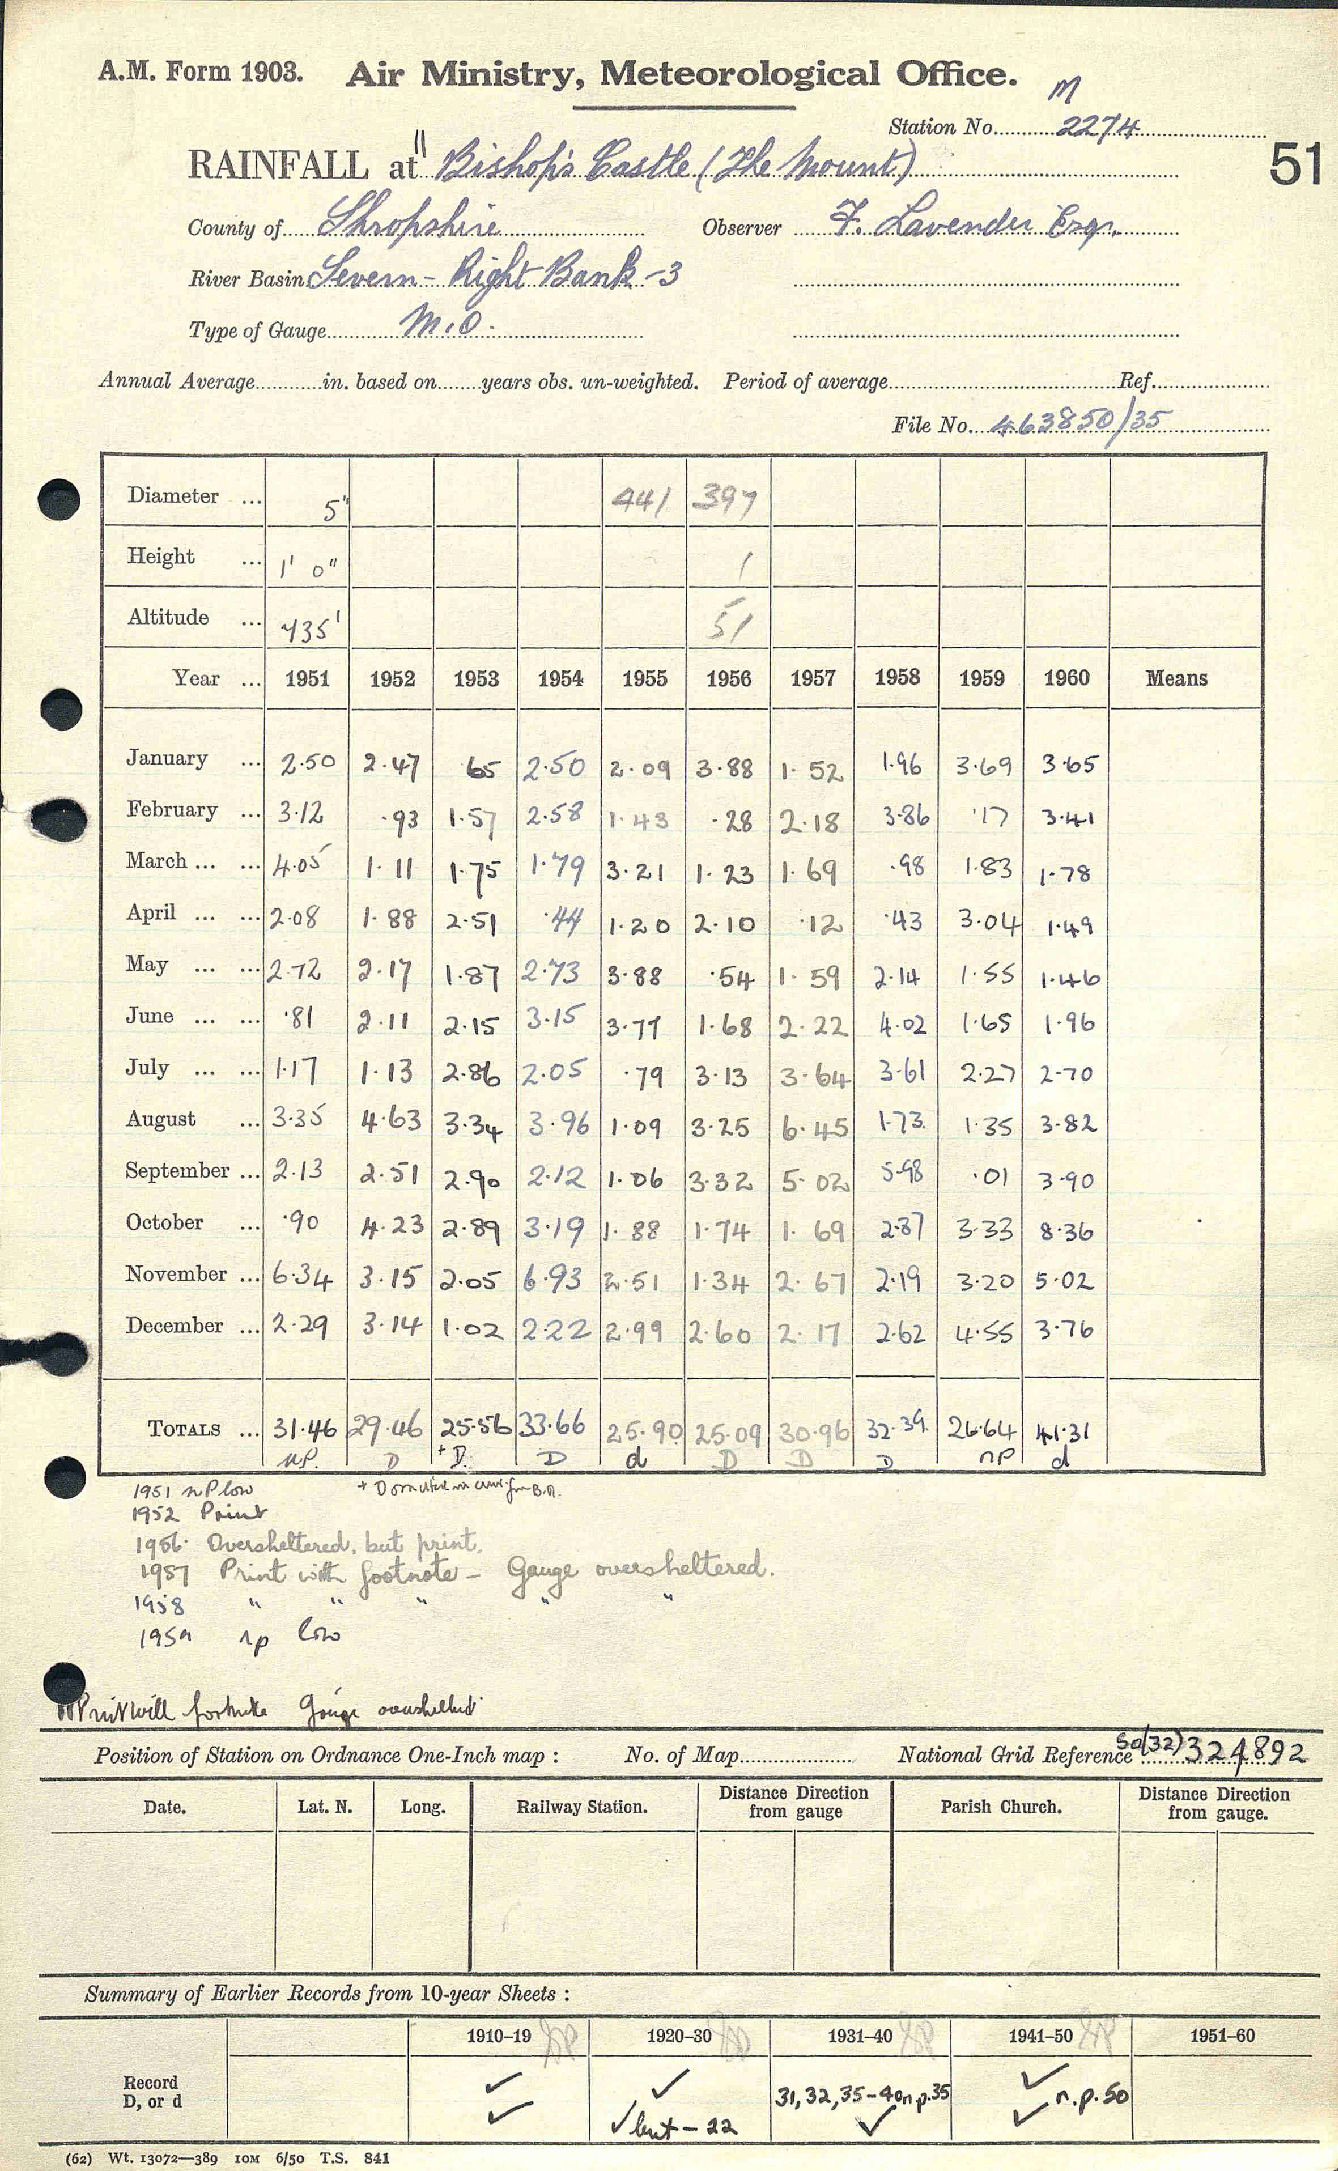 A.M. Form 1903. Air Ministry, Meteorological Office.
M
Station No. 2274
RAINFALL at " Bishop's Castle (The Mount)
51
County of Shropshire Observer F. Lavender Esqr.
River Basin Severn - Right Bank - 3
Type of Gauge M.O.
Annual Average in. based on years obs. un-weighted. Period of average Ref.
File No. 463850/35
Diameter ... 5" 441 397
Height ... 1' 0" 1
Altitude ... 735' 51
Year ... 1951 1952 1953 1954 1955 1956 1957 1958 1959 1960 Means
January ... 2.50 2.47 .65 2.50 2.09 3.88 1.52 1.96 3.69 3.65
February ... 3.12 .93 1.57 2.58 1.43 .28 2.18 3.86 .17 3.41
March ... ... 4.05 1.11 1.75 1.79 3.21 1.23 1.69 .98 1.83 1.78
April ... ... 2.08 1.88 2.51 .44 1.20 2.10 .12 .43 3.04 1.49
May ... ... 2.72 2.17 1.87 2.73 3.88 .54 1.59 2.14 1.55 1.46
June ... ... .81 2.11 2.15 3.15 3.77 1.68 2.22 4.02 1.65 1.96
July ... ... 1.17 1.13 2.86 2.05 .79 3.13 3.64 3.61 2.27 2.70
August ... 3.35 4.63 3.34 3.96 1.09 3.25 6.45 1.73 1.35 3.82
September ... 2.13 2.51 2.90 2.12 1.06 3.32 5.02 5.98 .01 3.90
October ... .90 4.23 2.89 3.19 1.88 1.74 1.69 2.87 3.33 8.36
November ... 6.34 3.15 2.05 6.93 2.51 1.34 2.67 2.19 3.20 5.02
December ... 2.29 3.14 1.02 2.22 2.99 2.60 2.17 2.62 4.55 3.76
TOTALS ... 31.46 29.46 25.56 33.66 25.90 25.09 30.96 32.39 26.64 41.31
np. D + D. D d D D D np d
1951 nP low + D
1952 Print
1956. Oversheltered, but print.
1957 Print with footnote - Gauge oversheltered.
1958 " " " " "
1959 np low
Print with footnote Gauge oversheltered
Position of Station on Ordnance One-Inch map : No. of Map National Grid Reference SO(32)324892
Date. Lat. N. Long. Railway Station. Distance Direction from gauge Parish Church. Distance Direction from gauge.
Summary of Earlier Records from 10-year Sheets :
1910–19 1920–30 1931–40 1941–50 1951–60
Record ✓ ✓ 31, 32, 35-40 n.p.35 ✓ n.p.50
D, or d ✓ ✓ but - 22 ✓ ✓
(62) Wt. 13072—389 10M 6/50 T.S. 841